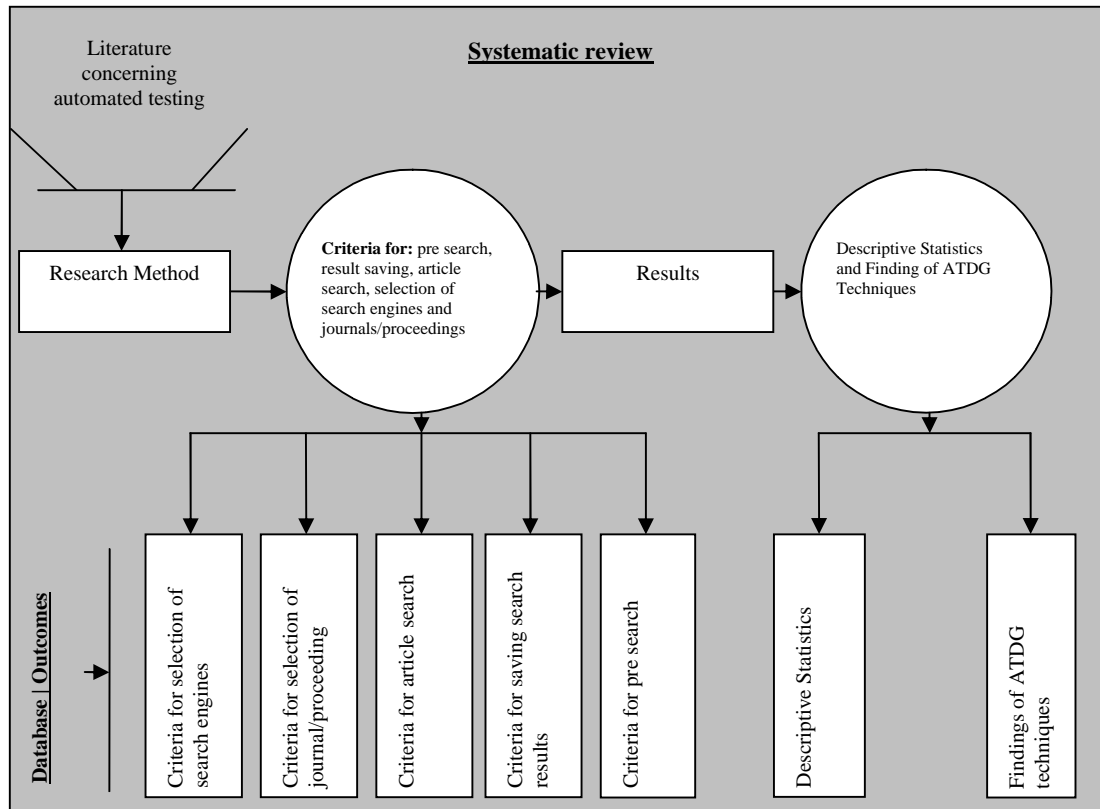 Literature
concerning
automated testing
Systematic review
Research Method
Criteria for: pre search,
result saving, article
search, selection of
search engines and
journals/proceedings
Results
Descriptive Statistics
and Finding of ATDG
Techniques
Database | Outcomes
Criteria for selection of
search engines
Criteria for selection of
journal/proceeding
Criteria for article search
Criteria for saving search
results
Criteria for pre search
Descriptive Statistics
Findings of ATDG
techniques